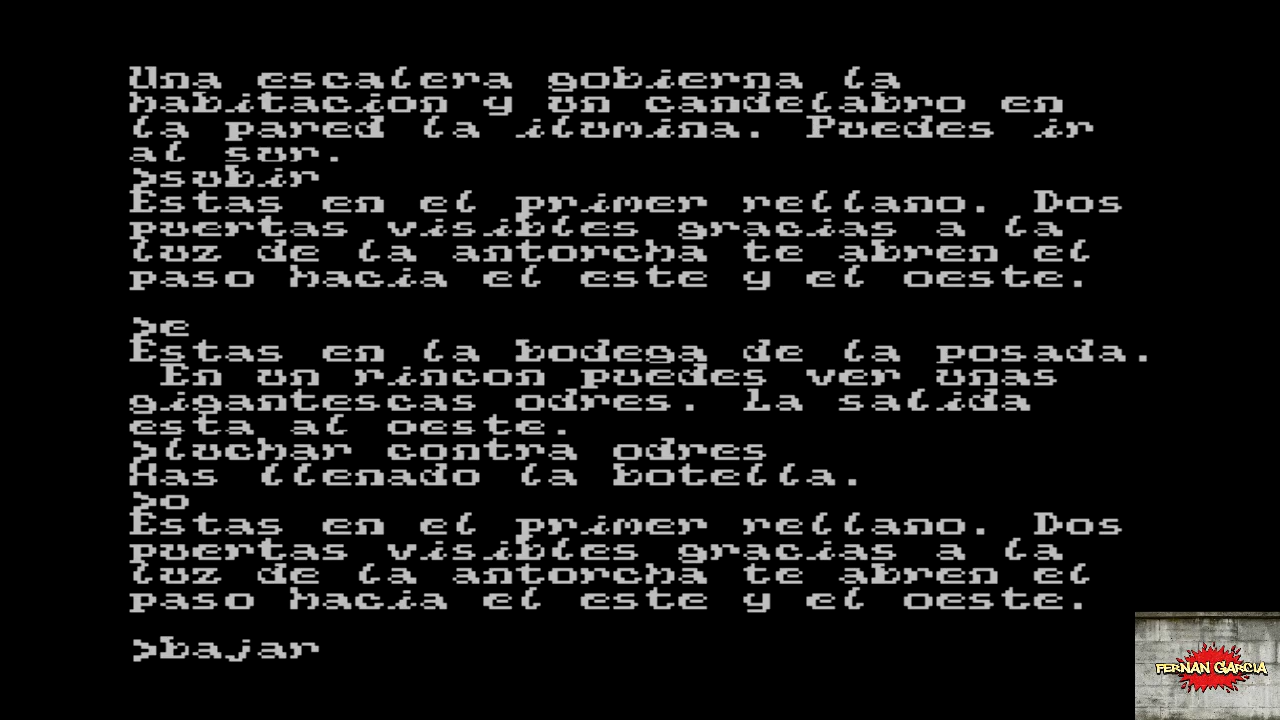 Una escalera gobierna la
habitacion y un candelabro en
la pared la ilumina. Puedes ir
al sur.
>subir
Estas en el primer rellano. Dos
puertas visibles gracias a la
luz de la antorcha te abren el
paso hacia el este y el oeste.
>e
Estas en la bodega de la posada.
En un rincon puedes ver unas
gigantescas odres. La salida
esta al oeste.
>luchar contra odres
Has llenado la botella.
>o
Estas en el primer rellano. Dos
puertas visibles gracias a la
luz de la antorcha te abren el
paso hacia el este y el oeste.
>bajar
FERNAN GARCIA